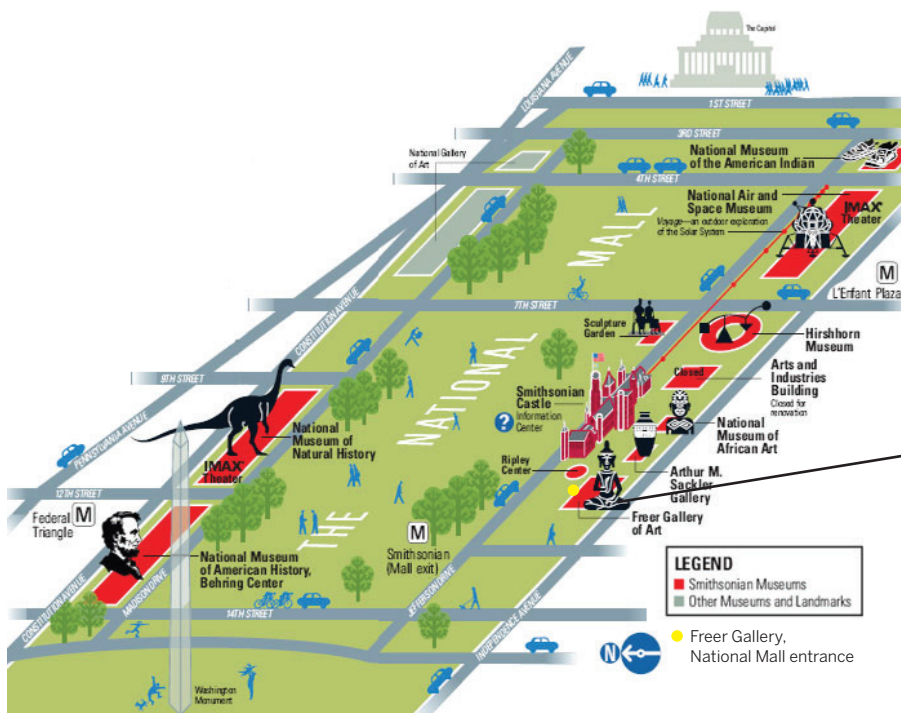 The Capitol
LOUISIANA AVENUE
1ST STREET
3RD STREET
National Gallery
of Art
National Museum
of the American Indian
4TH STREET
National Air and
Space Museum
Voyage—an outdoor exploration
of the Solar System
IMAX®
Theater
MALL
M
L'Enfant Plaza
7TH STREET
CONSTITUTION AVENUE
Sculpture
Garden
Hirshhorn
Museum
NATIONAL
9TH STREET
Closed
Arts and
Industries
Building
Closed for
renovation
Smithsonian
Castle
Information
Center
?
PENNSYLVANIA AVENUE
National
Museum of
Natural History
IMAX®
Theater
National
Museum of
African Art
Ripley
Center
Arthur M.
Sackler
Gallery
12TH STREET
M
Federal
Triangle
THE
M
Smithsonian
(Mall exit)
Freer Gallery
of Art
National Museum
of American History,
Behring Center
LEGEND
Smithsonian Museums
Other Museums and Landmarks
CONSTITUTION AVENUE
MADISON DRIVE
JEFFERSON DRIVE
14TH STREET
INDEPENDENCE AVENUE
N
Freer Gallery,
National Mall entrance
Washington
Monument